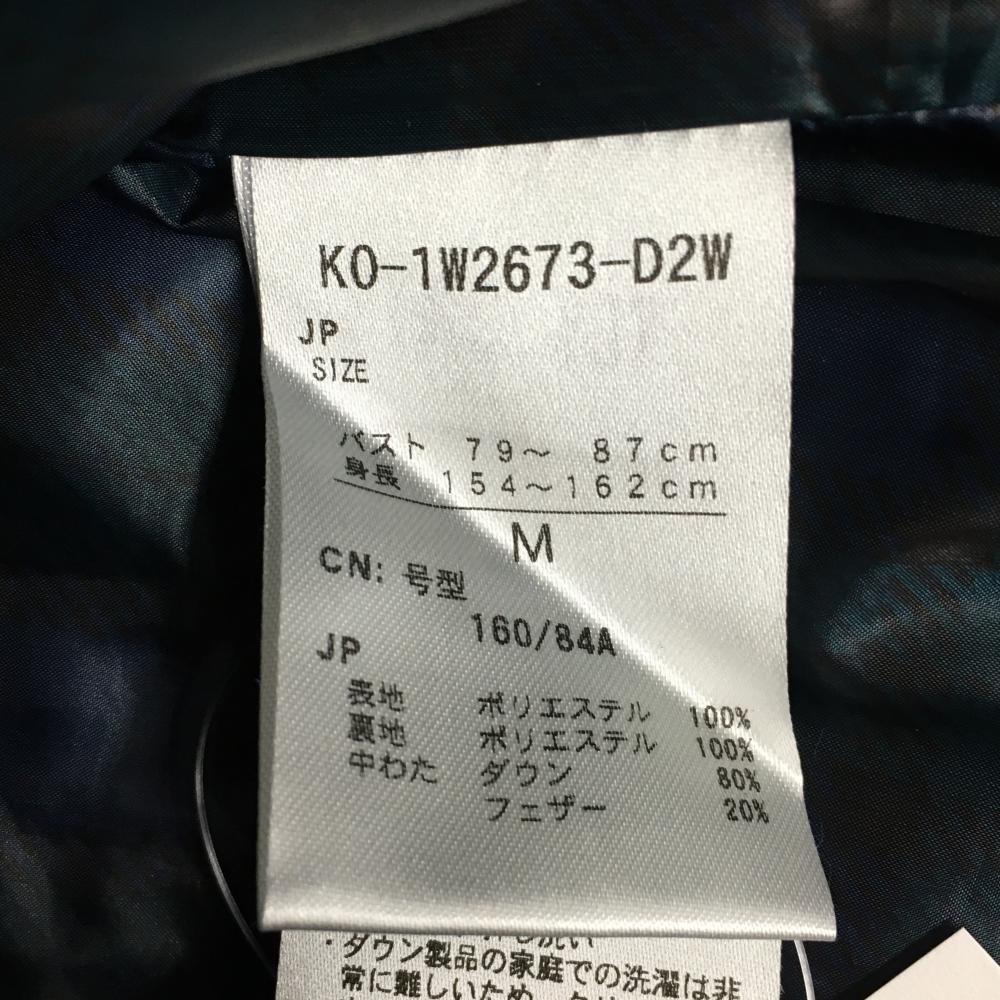 KO-1W2673-D2W
JP
SIZE
バスト 79～ 87cm
身長 154～162cm
M
CN: 号型
160/84A
JP
表地 ポリエステル 100%
裏地 ポリエステル 100%
中わた ダウン 80%
フェザー 20%
・ダウン製品の家庭での洗濯は非
常に難しいため